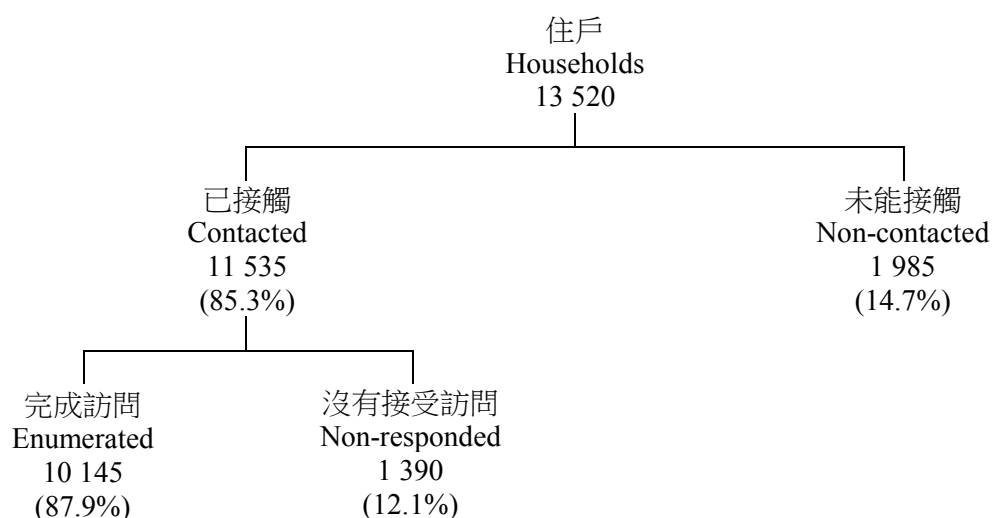 住戶
Households
13 520
已接觸
Contacted
11 535
(85.3%)
未能接觸
Non-contacted
1 985
(14.7%)
完成訪問
Enumerated
10 145
(87.9%)
沒有接受訪問
Non-responded
1 390
(12.1%)